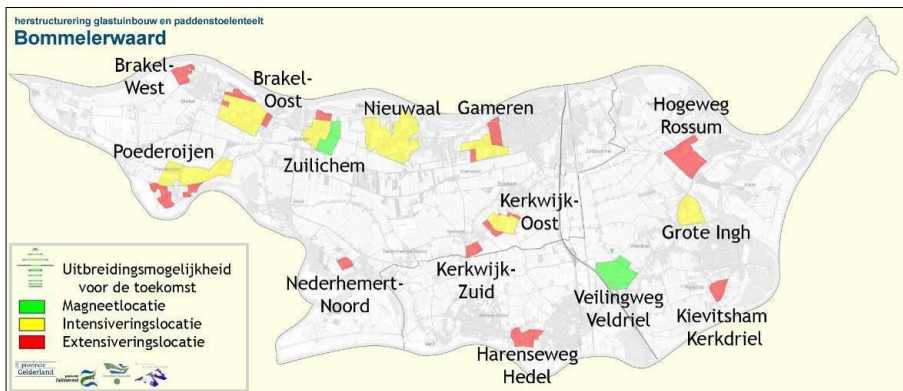 herstructurering glastuinbouw en paddenstoelenteelt
Bommelerwaard
Brakel-
West
Brakel-
Oost
Nieuwaal
Gameren
Hogeweg
Rossum
Poederoijen
Zuilichem
Kerkwijk-
Oost
Grote Ingh
Nederhemert-
Noord
Kerkwijk-
Zuid
Veilingweg
Veldriel
Kievitsham
Kerkdriel
Harenseweg
Hedel
Uitbreidingsmogelijkheid
voor de toekomst
Magneetlocatie
Intensiveringslocatie
Extensiveringslocatie
provincie
Gelderland
gemeente
Zaltbommel